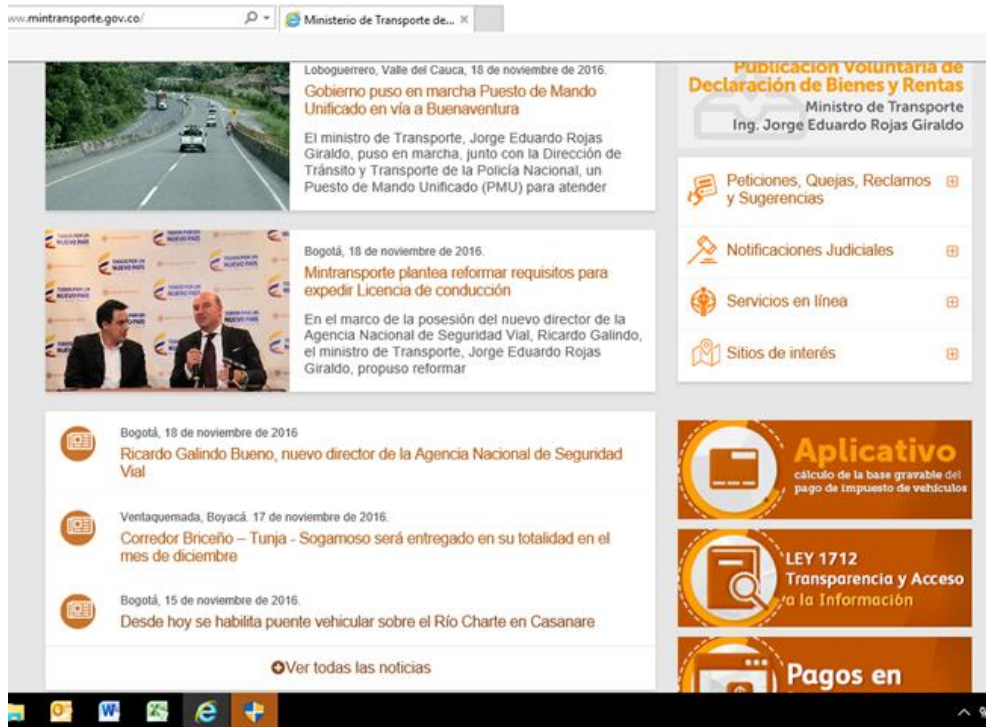 ww.mintransporte.gov.co/
Ministerio de Transporte de...
Loboguerrero, Valle del Cauca, 18 de noviembre de 2016.
Gobierno puso en marcha Puesto de Mando
Unificado en vía a Buenaventura
El ministro de Transporte, Jorge Eduardo Rojas
Giraldo, puso en marcha, junto con la Dirección de
Tránsito y Transporte de la Policía Nacional, un
Puesto de Mando Unificado (PMU) para atender
TODOS POR UN
NUEVO PAÍS
Bogotá, 18 de noviembre de 2016.
Mintransporte plantea reformar requisitos para
expedir Licencia de conducción
En el marco de la posesión del nuevo director de la
Agencia Nacional de Seguridad Vial, Ricardo Galindo,
el ministro de Transporte, Jorge Eduardo Rojas
Giraldo, propuso reformar
Bogotá, 18 de noviembre de 2016
Ricardo Galindo Bueno, nuevo director de la Agencia Nacional de Seguridad
Vial
Ventaquemada, Boyacá. 17 de noviembre de 2016.
Corredor Briceño – Tunja - Sogamoso será entregado en su totalidad en el
mes de diciembre
Bogotá, 15 de noviembre de 2016.
Desde hoy se habilita puente vehicular sobre el Río Charte en Casanare
Ver todas las noticias
Publicación Voluntaria de
Declaración de Bienes y Rentas
Ministro de Transporte
Ing. Jorge Eduardo Rojas Giraldo
Peticiones, Quejas, Reclamos
y Sugerencias
Notificaciones Judiciales
Servicios en línea
Sitios de interés
Aplicativo
cálculo de la base gravable del
pago de impuesto de vehículos
LEY 1712
Transparencia y Acceso
a la Información
Pagos en